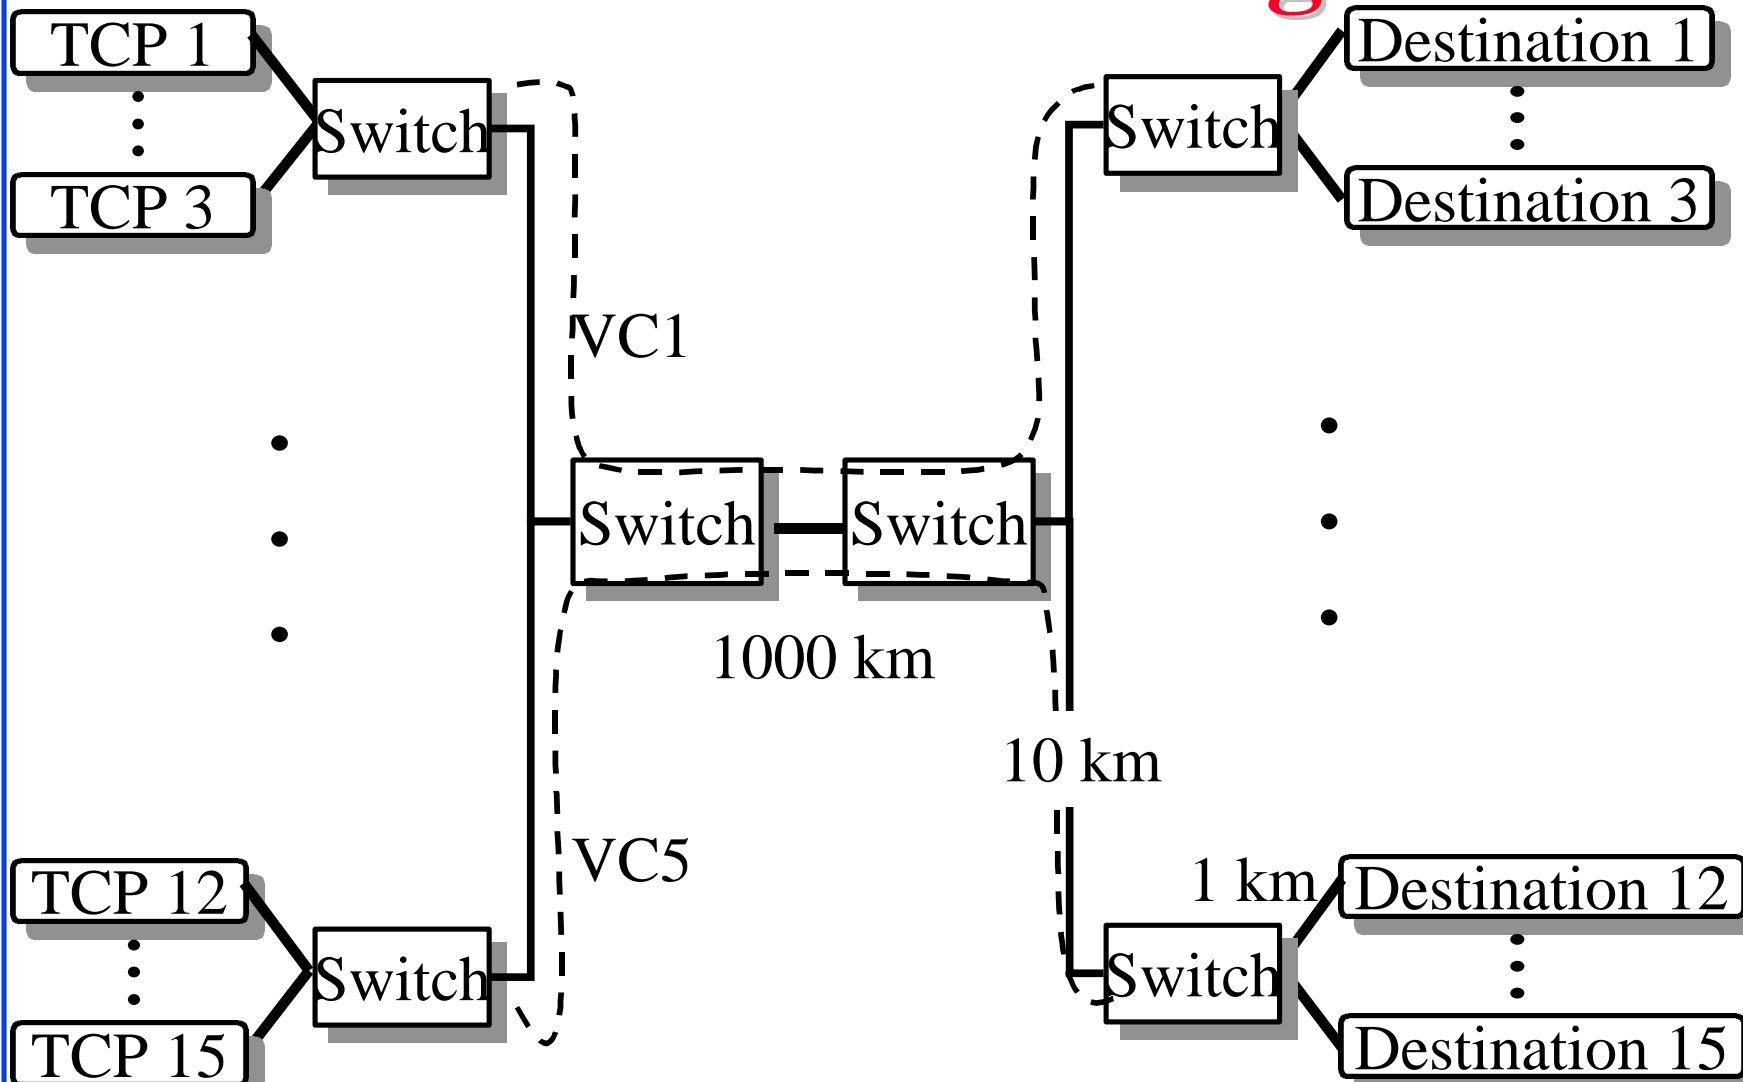 TCP 1
Destination 1
Switch
Switch
TCP 3
Destination 3
VC1
Switch
Switch
1000 km
10 km
VC5
1 km
TCP 12
Destination 12
Switch
Switch
TCP 15
Destination 15